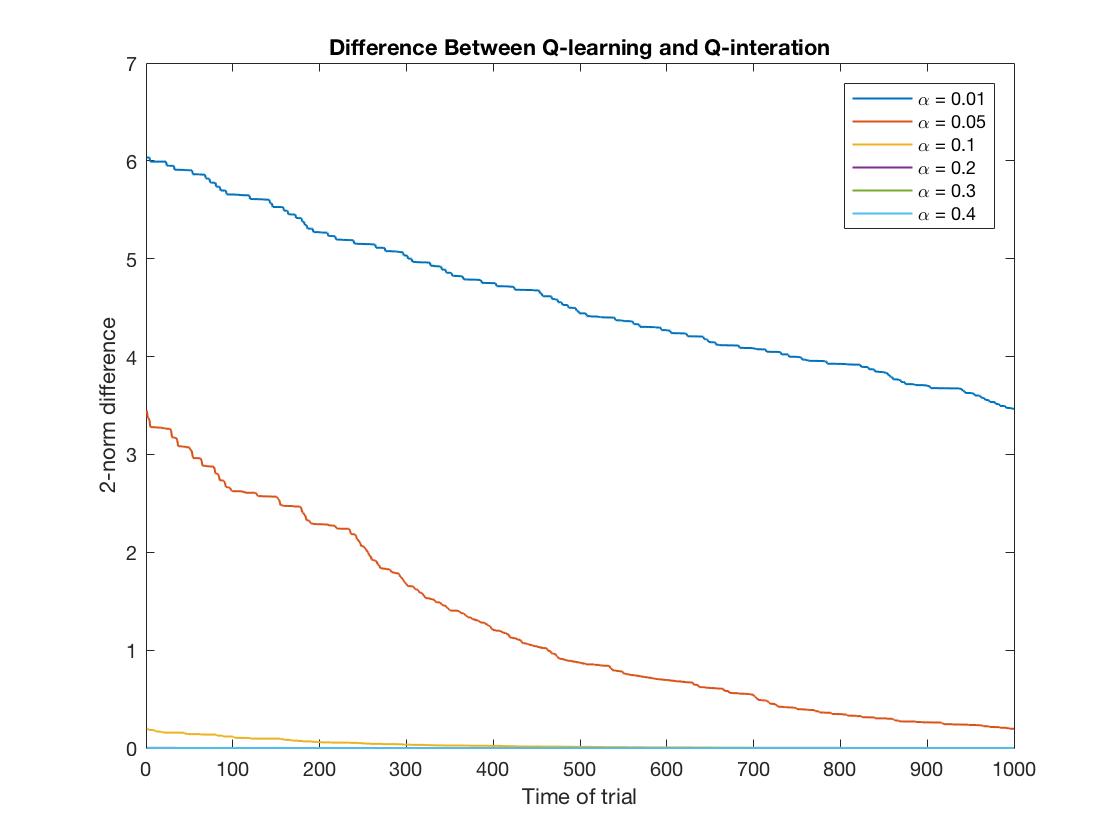 Difference Between Q-learning and Q-interation
7
6
5
4
3
2
1
0
2-norm difference
α = 0.01
α = 0.05
α = 0.1
α = 0.2
α = 0.3
α = 0.4
0 100 200 300 400 500 600 700 800 900 1000
Time of trial